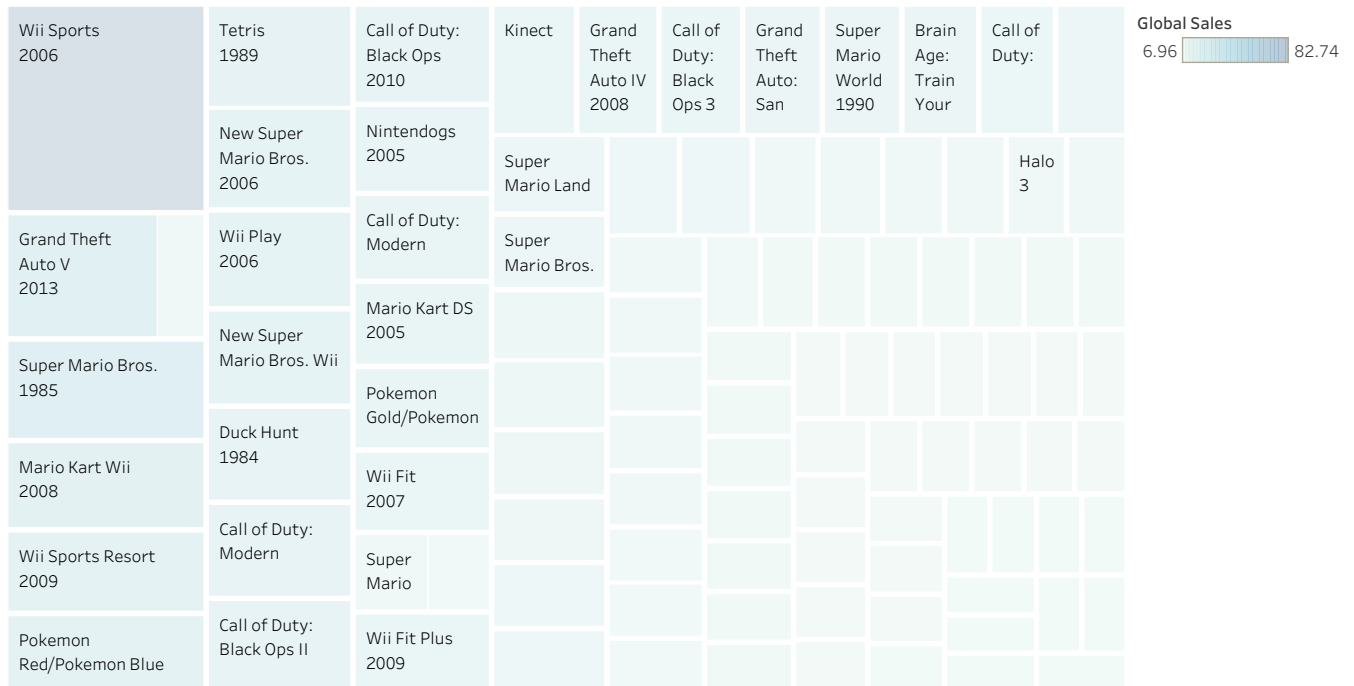 Wii Sports
2006
Grand Theft
Auto V
2013
Super Mario Bros.
1985
Mario Kart Wii
2008
Wii Sports Resort
2009
Pokemon
Red/Pokemon Blue
Tetris
1989
New Super
Mario Bros.
2006
Wii Play
2006
New Super
Mario Bros. Wii
Duck Hunt
1984
Call of Duty:
Modern
Call of Duty:
Black Ops II
Call of Duty:
Black Ops
2010
Nintendogs
2005
Call of Duty:
Modern
Mario Kart DS
2005
Pokemon
Gold/Pokemon
Wii Fit
2007
Super
Mario
Wii Fit Plus
2009
Kinect
Grand
Theft
Auto IV
2008
Call of
Duty:
Black
Ops 3
Grand
Theft
Auto:
San
Super
Mario
World
1990
Brain
Age:
Train
Your
Call of
Duty:
Super
Mario Land
Super
Mario Bros.
Halo
3
Global Sales
6.96 82.74